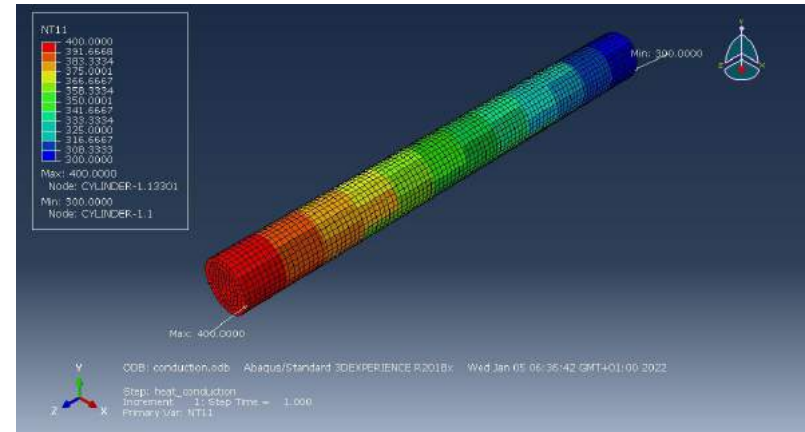 NT11
400.0000
391.6668
383.3334
375.0001
366.6667
358.3334
350.0001
341.6667
333.3334
325.0000
316.6667
308.3333
300.0000
Max: 400.0000
Node: CYLINDER-1.13301
Min: 300.0000
Node: CYLINDER-1.1
Min: 300.0000
Y
Z
X
Max: 400.0000
Y
Z
X
ODB: conduction.odb Abaqus/Standard 3DEXPERIENCE R2018x Wed Jan 05 06:36:42 GMT+01:00 2022
Step: heat_conduction
Increment 1: Step Time = 1.000
Primary Var: NT11